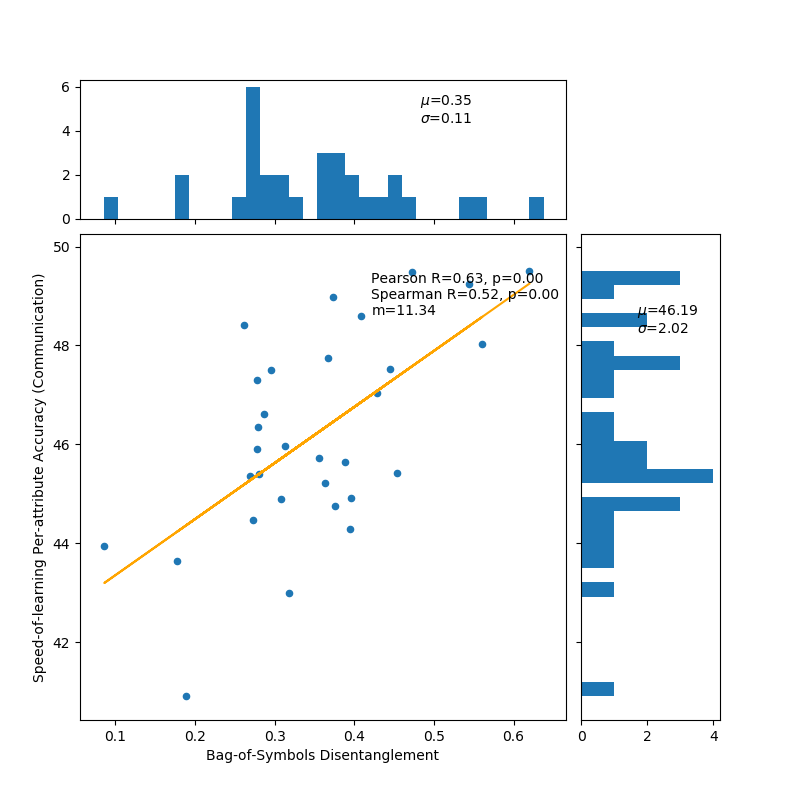 6
4
2
0
μ=0.35
σ=0.11
50
48
46
44
42
Speed-of-learning Per-attribute Accuracy (Communication)
Pearson R=0.63, p=0.00
Spearman R=0.52, p=0.00
m=11.34
0.1 0.2 0.3 0.4 0.5 0.6
Bag-of-Symbols Disentanglement
μ=46.19
σ=2.02
0 2 4